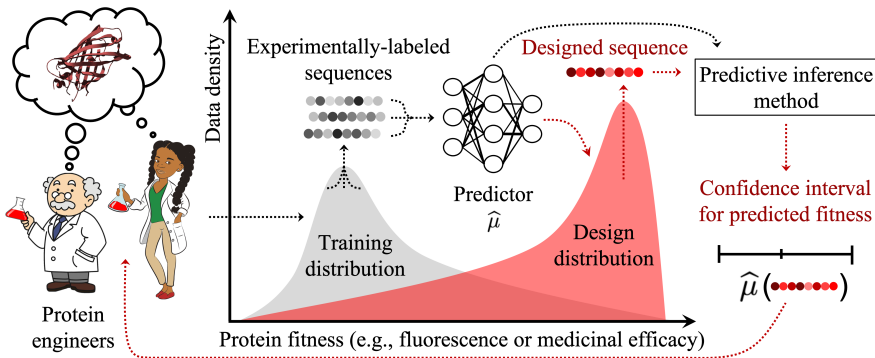 Protein
engineers
Data density
Experimentally-labeled
sequences
Predictor
μ̂
Designed sequence
Training
distribution
Design
distribution
Protein fitness (e.g., fluorescence or medicinal efficacy)
Predictive inference
method
Confidence interval
for predicted fitness
μ̂( )